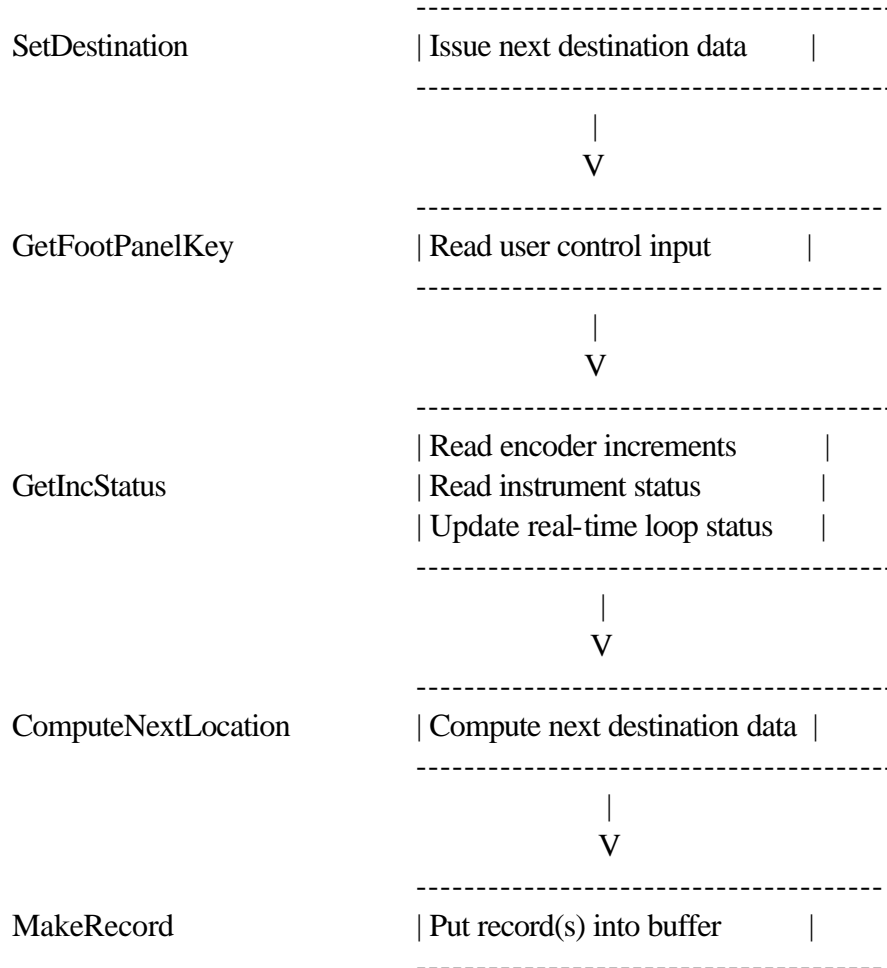 ----------------------------------------
SetDestination | Issue next destination data |
----------------------------------------
|
V
---------------------------------------
GetFootPanelKey | Read user control input |
---------------------------------------
|
V
----------------------------------------
| Read encoder increments |
GetIncStatus | Read instrument status |
| Update real-time loop status |
----------------------------------------
|
V
----------------------------------------
ComputeNextLocation | Compute next destination data |
----------------------------------------
|
V
---------------------------------------
MakeRecord | Put record(s) into buffer |
---------------------------------------